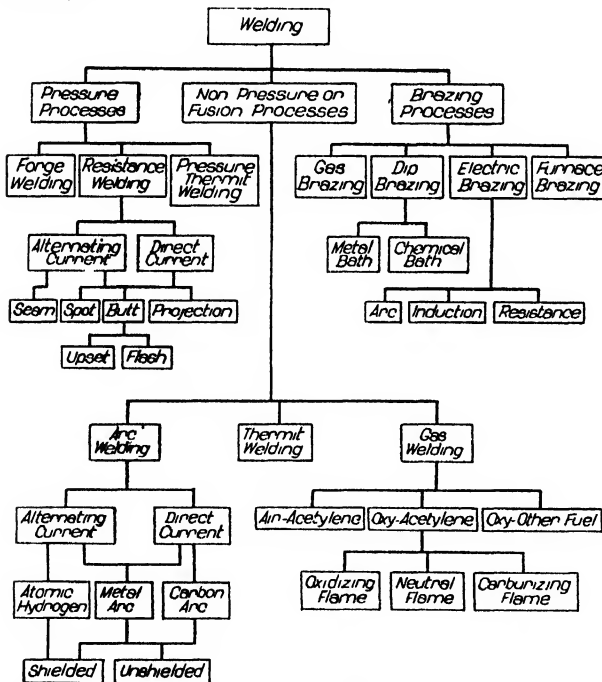 Welding
Pressure
Processes
Non Pressure or
Fusion Processes
Brazing
Processes
Forge
Welding
Resistance
Welding
Pressure
Thermit
Welding
Gas
Brazing
Dip
Brazing
Electric
Brazing
Furnace
Brazing
Alternating
Current
Direct
Current
Metal
Bath
Chemical
Bath
Seam
Spot
Butt
Projection
Arc
Induction
Resistance
Upset
Flash
Arc
Welding
Thermit
Welding
Gas
Welding
Alternating
Current
Direct
Current
Air-Acetylene
Oxy-Acetylene
Oxy-Other Fuel
Atomic
Hydrogen
Metal
Arc
Carbon
Arc
Oxidizing
Flame
Neutral
Flame
Carburizing
Flame
Shielded
Unshielded